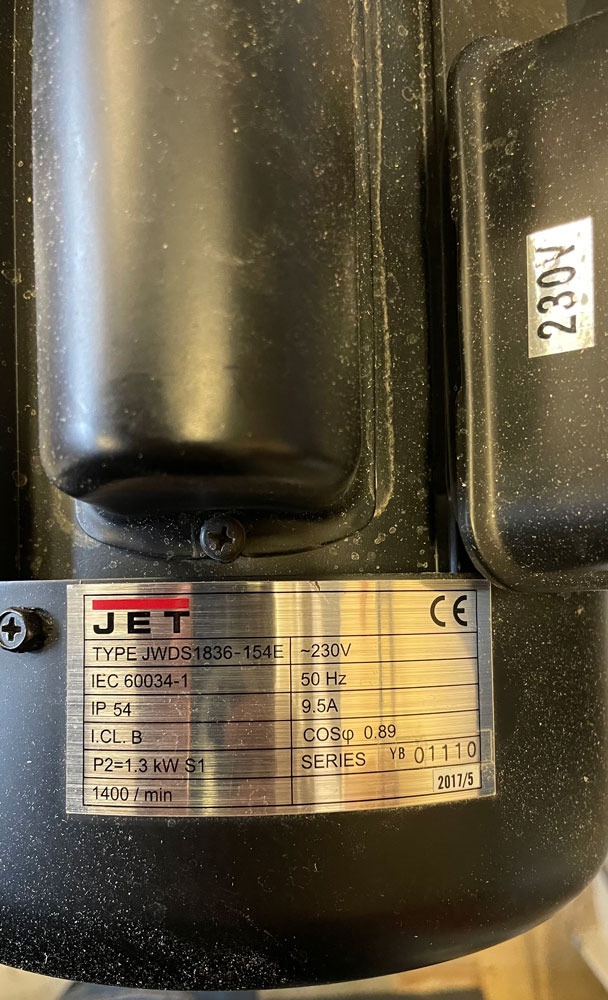 230V
JET CE
TYPE JWDS1836-154E ~230V
IEC 60034-1 50 Hz
IP 54 9.5A
I.CL. B COSφ 0.89
P2=1.3 kW S1 SERIES YB 01110
1400 / min 2017/5